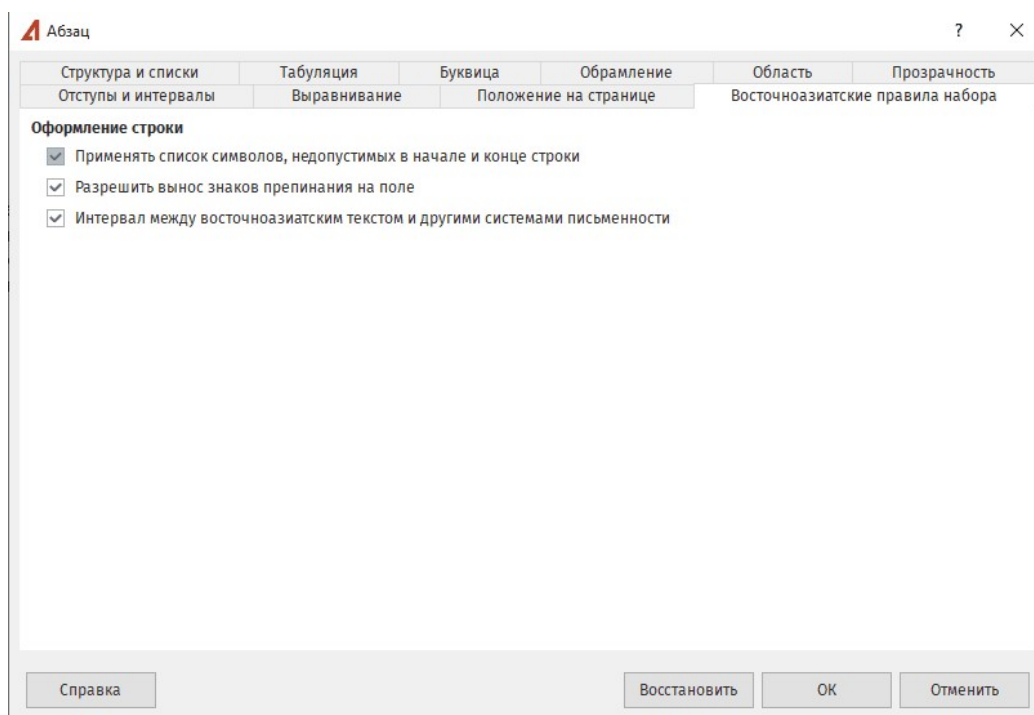 Абзац ?
Структура и списки Табуляция Буквица Обрамление Область Прозрачность
Отступы и интервалы Выравнивание Положение на странице Восточноазиатские правила набора
Оформление строки
Применять список символов, недопустимых в начале и конце строки
Разрешить вынос знаков препинания на поле
Интервал между восточноазиатским текстом и другими системами письменности
Справка Восстановить ОК Отменить